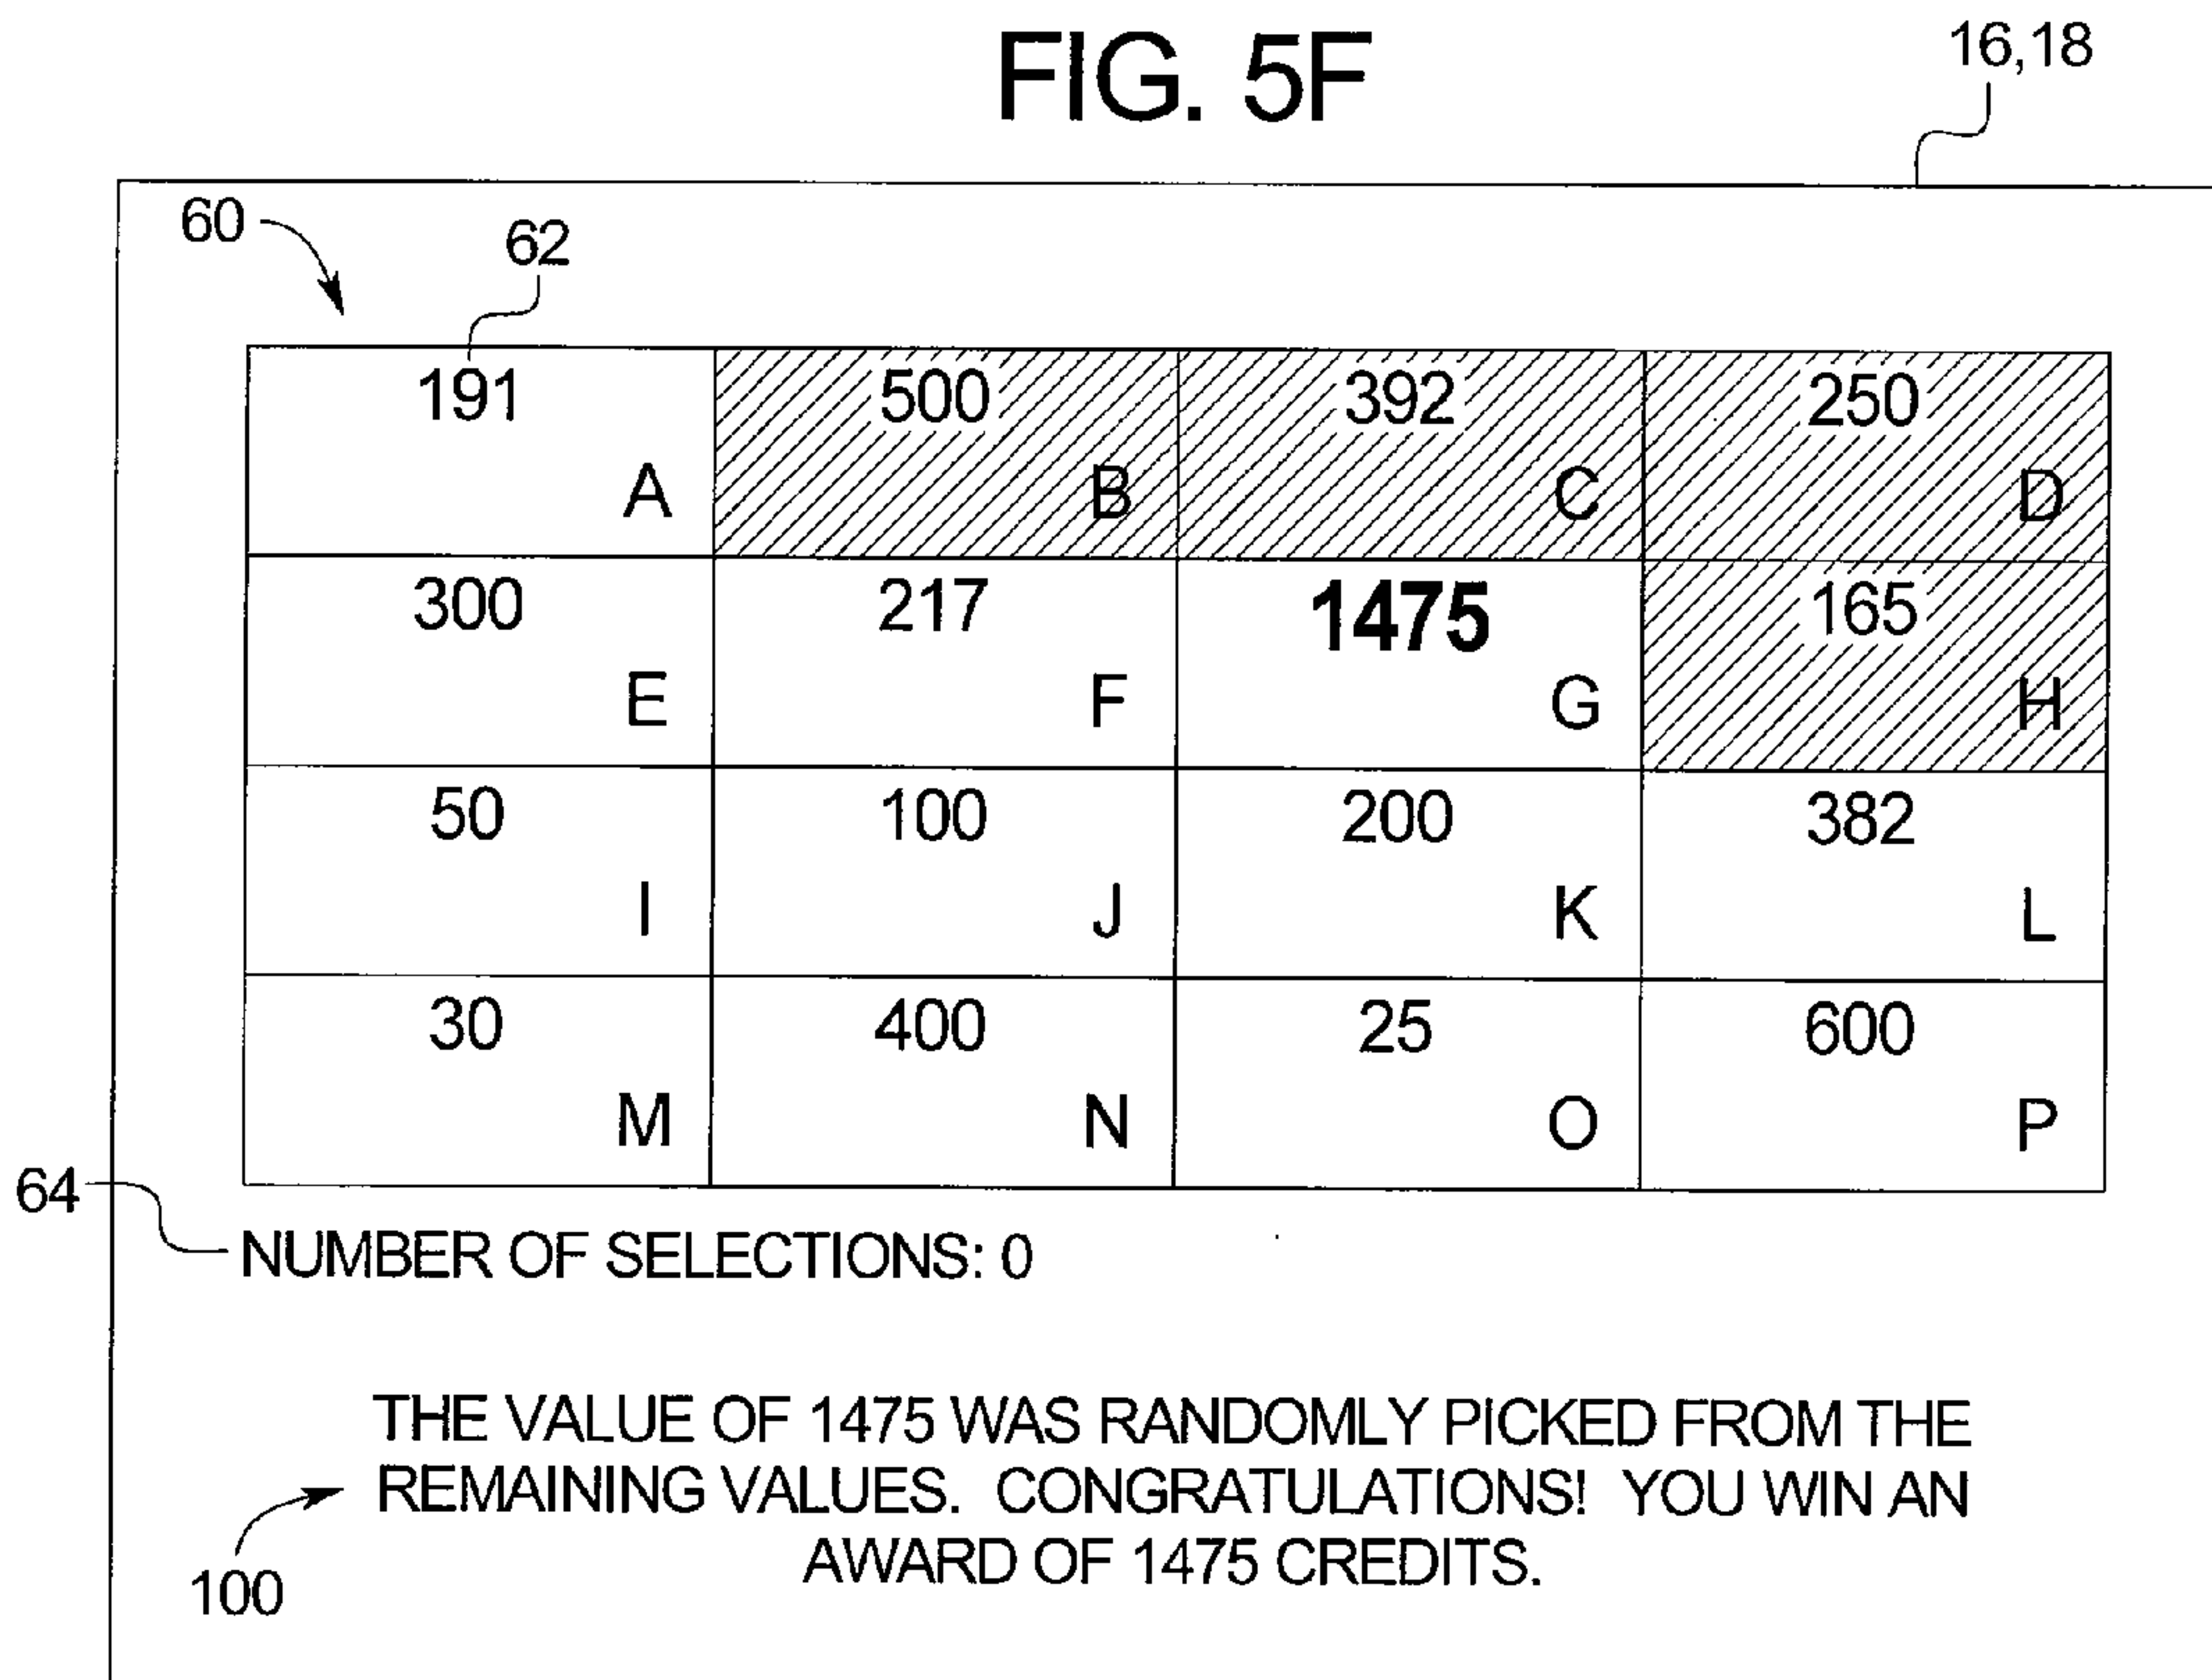 FIG. 5F
16,18
60
62
191 500 392 250
A B C D
300 217 1475 165
E F G H
50 100 200 382
I J K L
30 400 25 600
M N O P
64
NUMBER OF SELECTIONS: 0
THE VALUE OF 1475 WAS RANDOMLY PICKED FROM THE
REMAINING VALUES. CONGRATULATIONS! YOU WIN AN
AWARD OF 1475 CREDITS.
100